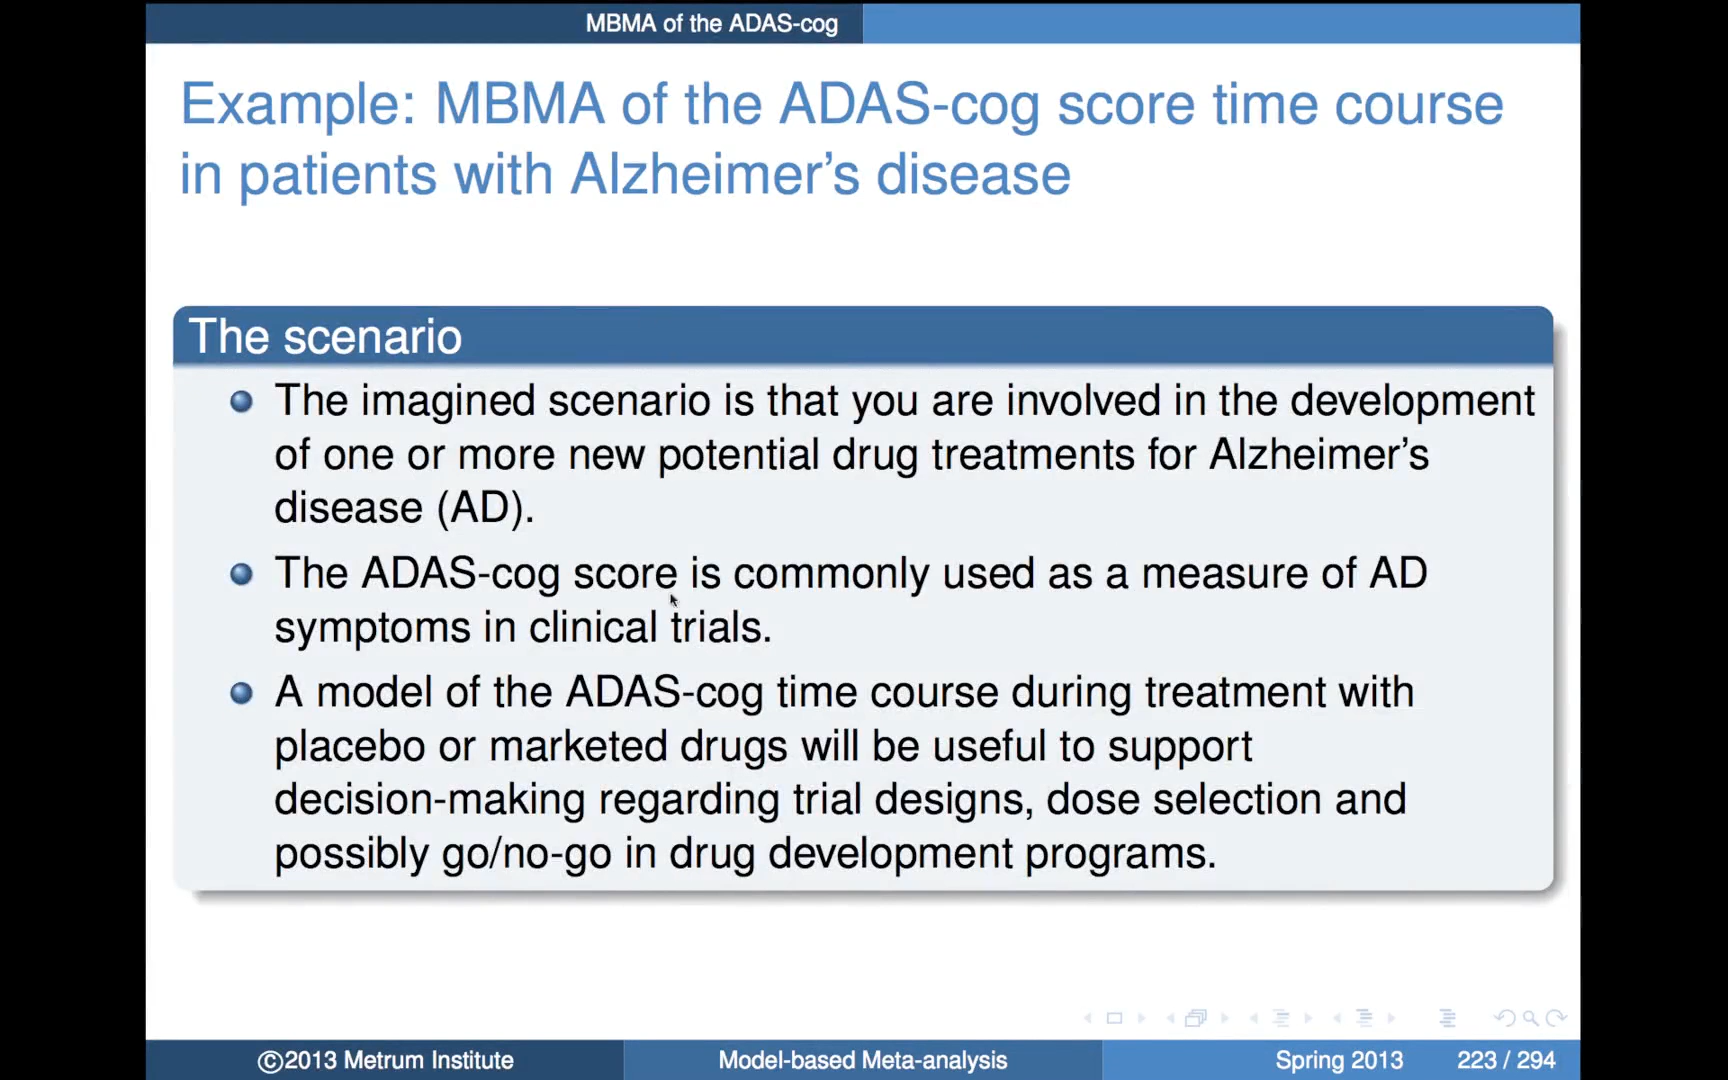 MBMA of the ADAS-cog
Example: MBMA of the ADAS-cog score time course
in patients with Alzheimer's disease
The scenario
The imagined scenario is that you are involved in the development
of one or more new potential drug treatments for Alzheimer's
disease (AD).
The ADAS-cog score is commonly used as a measure of AD
symptoms in clinical trials.
A model of the ADAS-cog time course during treatment with
placebo or marketed drugs will be useful to support
decision-making regarding trial designs, dose selection and
possibly go/no-go in drug development programs.
©2013 Metrum Institute
Model-based Meta-analysis
Spring 2013
223 / 294